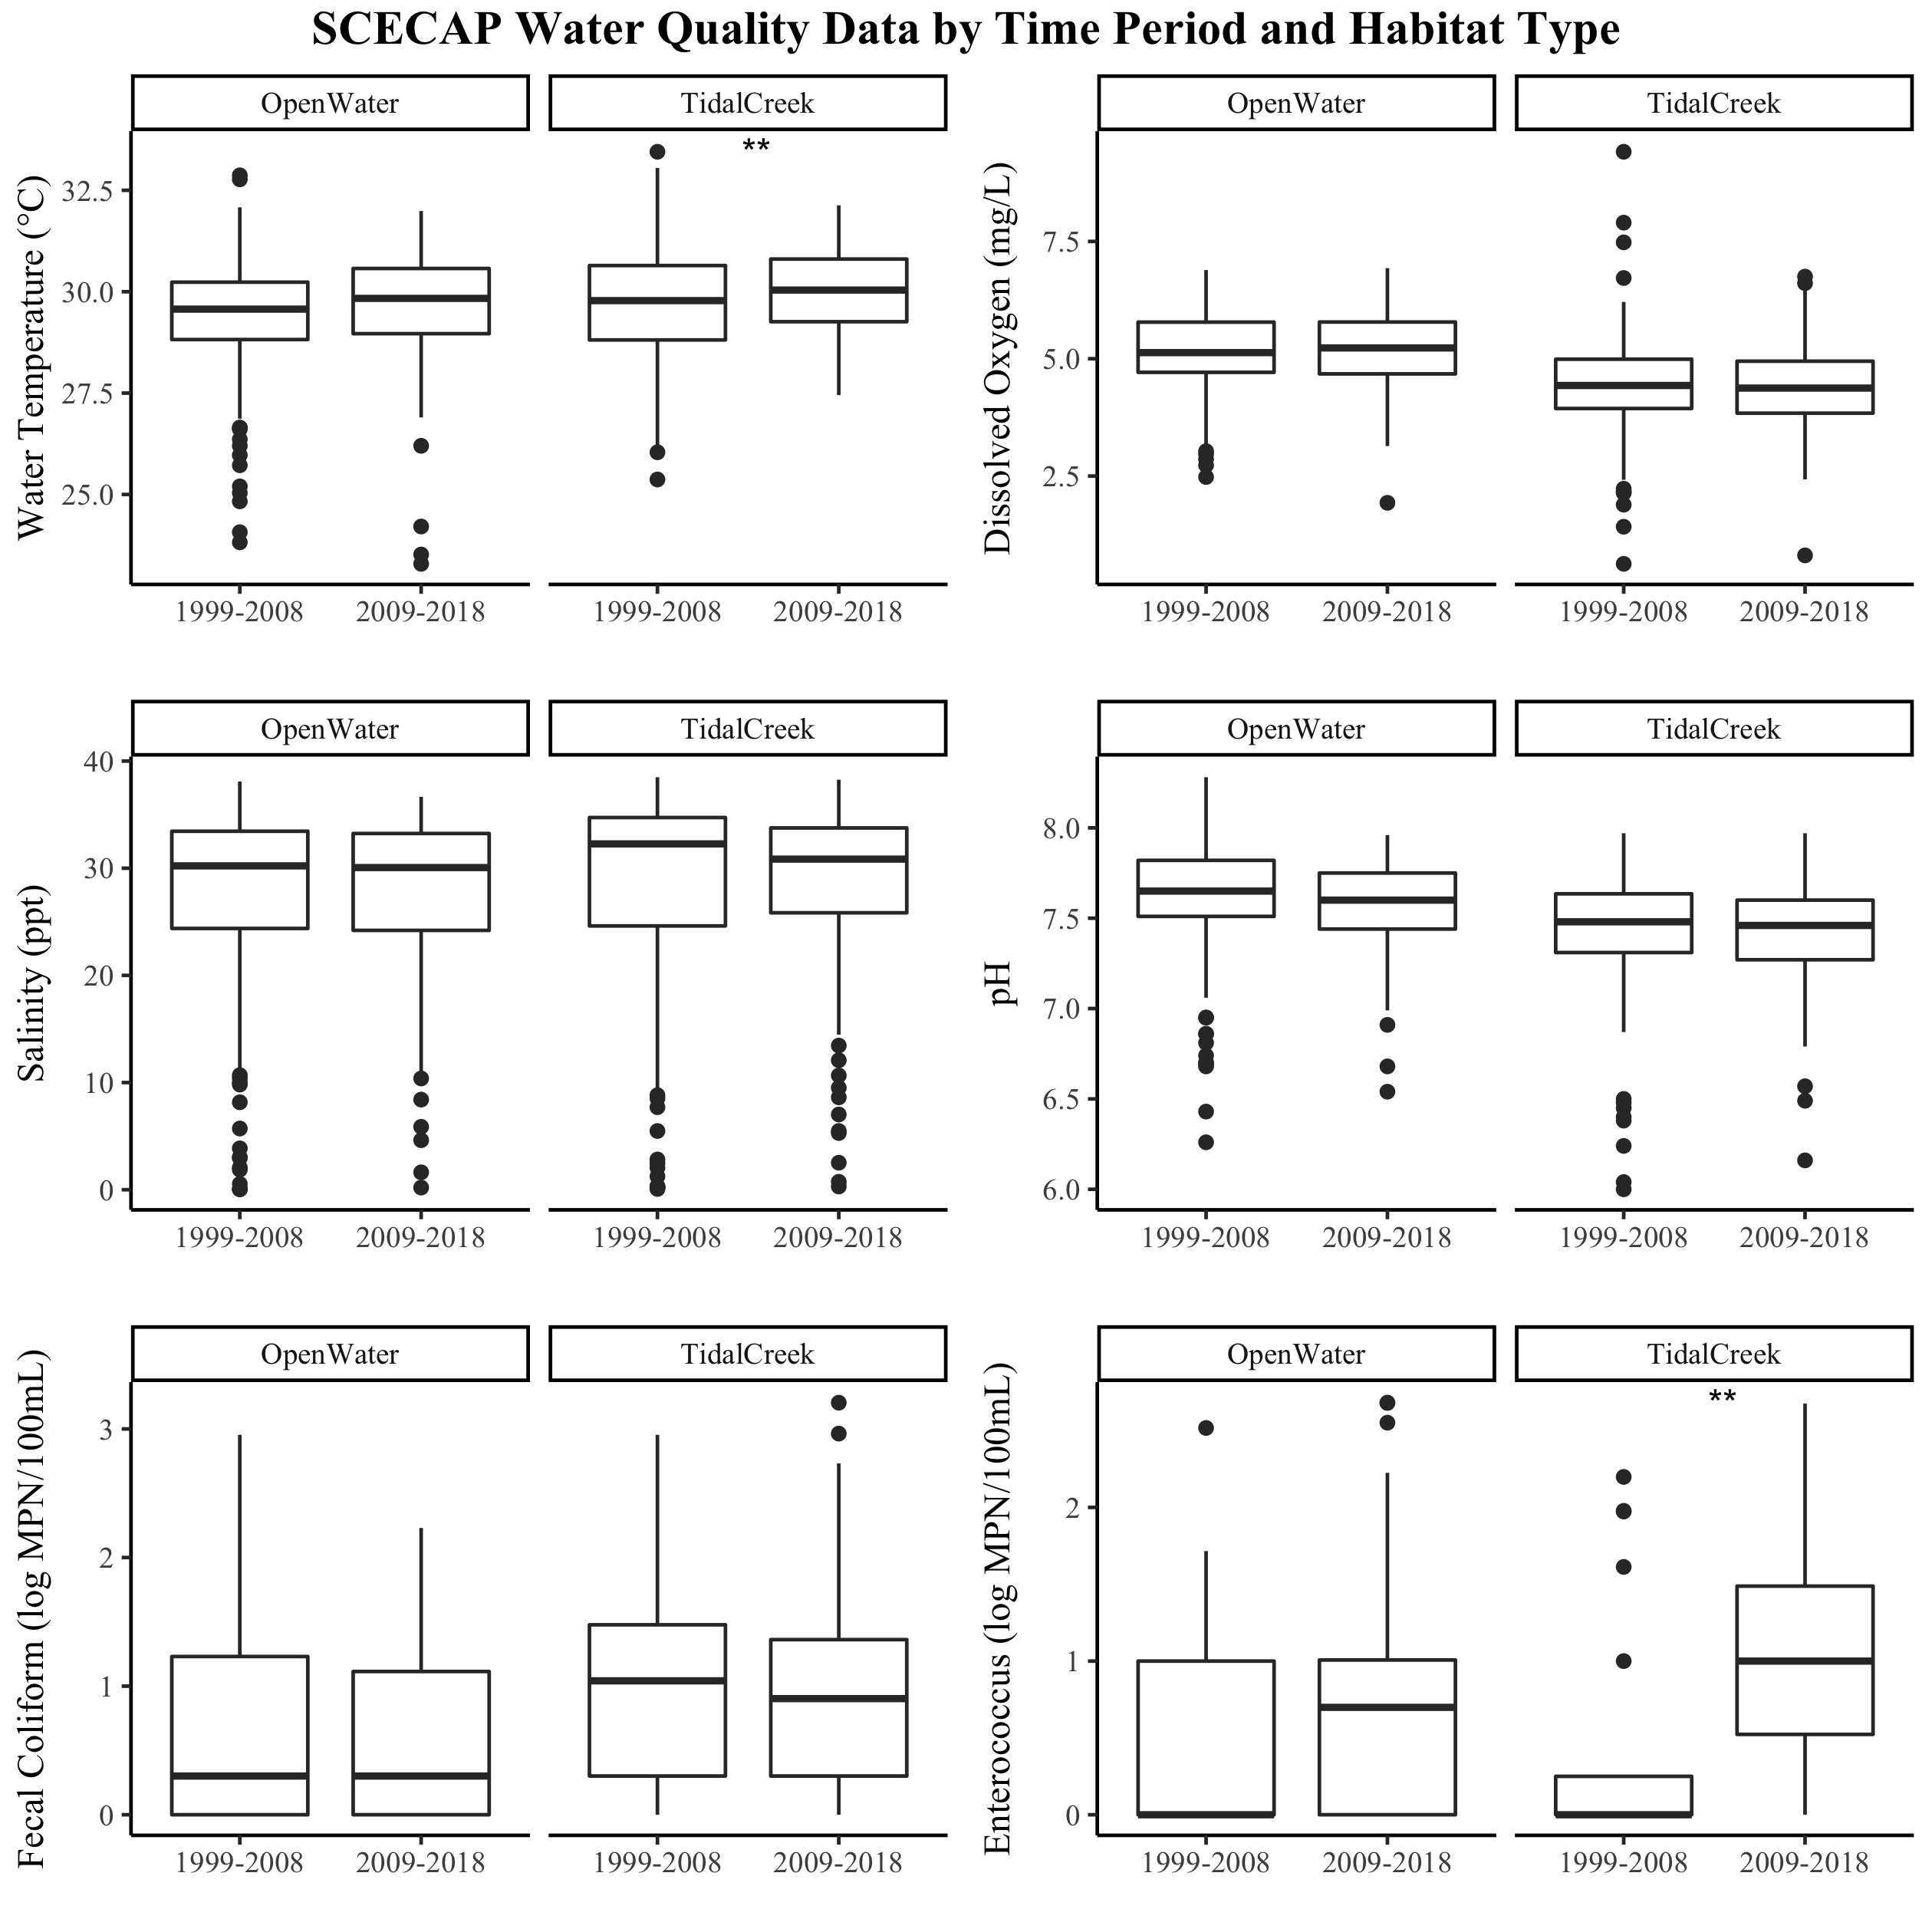 SCECAP Water Quality Data by Time Period and Habitat Type
OpenWater
TidalCreek
**
Water Temperature (°C)
32.5
30.0
27.5
25.0
1999-2008
2009-2018
1999-2008
2009-2018
OpenWater
TidalCreek
Dissolved Oxygen (mg/L)
7.5
5.0
2.5
1999-2008
2009-2018
1999-2008
2009-2018
OpenWater
TidalCreek
Salinity (ppt)
40
30
20
10
0
1999-2008
2009-2018
1999-2008
2009-2018
OpenWater
TidalCreek
pH
8.0
7.5
7.0
6.5
6.0
1999-2008
2009-2018
1999-2008
2009-2018
OpenWater
TidalCreek
Fecal Coliform (log MPN/100mL)
3
2
1
0
1999-2008
2009-2018
1999-2008
2009-2018
OpenWater
TidalCreek
**
Enterococcus (log MPN/100mL)
2
1
0
1999-2008
2009-2018
1999-2008
2009-2018